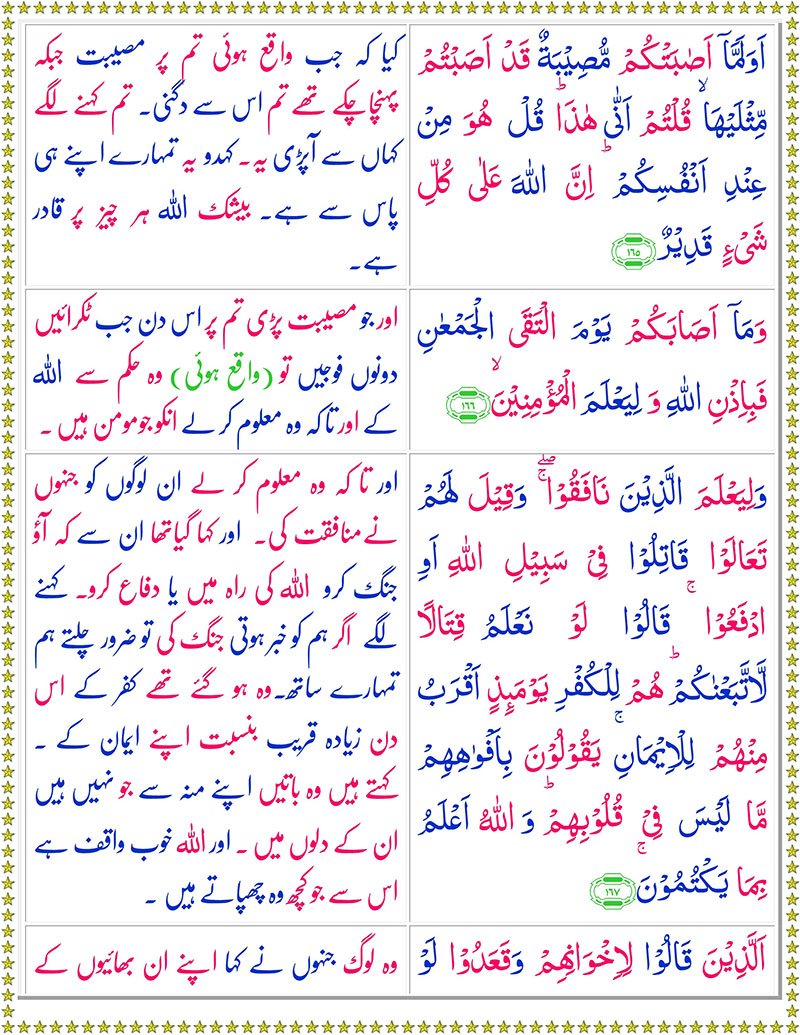 اَوَلَمَّاۤ اَصَابَتْكُمْ مُّصِیْبَةٌ قَدْ اَصَبْتُمْ
مِّثْلَیْهَاۙ قُلْتُمْ اَنّٰى هٰذَاؕ قُلْ هُوَ مِنْ
عِنْدِ اَنْفُسِكُمْؕ اِنَّ اللّٰهَ عَلٰى كُلِّ
شَیْءٍ قَدِیْرٌ ۱۶۵
کیا کہ جب واقع ہوئی تم پر مصیبت جبکہ
پہنچاچکے تھے تم اس سے دگنی۔ تم کہنے لگے
کہاں سے آپڑی یہ۔ کہدو یہ تمہارے اپنے ہی
پاس سے ہے۔ بیشک اللہ ہر چیز پر قادر
ہے۔
وَمَاۤ اَصَابَكُمْ یَوْمَ الْتَقَى الْجَمْعٰنِ
فَبِاِذْنِ اللّٰهِ وَ لِیَعْلَمَ الْمُؤْمِنِیْنَۙ ۱۶۶
اور جو مصیبت پڑی تم پر اس دن جب ٹکرائیں
دونوں فوجیں تو (واقع ہوئی) وہ حکم سے اللہ
کے اور تاکہ وہ معلوم کر لے انکو جو مومن ہیں۔
وَلِیَعْلَمَ الَّذِیْنَ نَافَقُوْا ۖۚ وَقِیْلَ لَهُمْ
تَعَالَوْا قَاتِلُوْا فِیْ سَبِیْلِ اللّٰهِ اَوِ
ادْفَعُوْاۚ قَالُوْا لَوْ نَعْلَمُ قِتَالًا
لَّاتَّبَعْنٰكُمْؕ هُمْ لِلْكُفْرِ یَوْمَىِٕذٍ اَقْرَبُ
مِنْهُمْ لِلْاِیْمَانِۚ یَقُوْلُوْنَ بِاَفْوٰهِهِمْ
مَّا لَیْسَ فِیْ قُلُوْبِهِمْؕ وَ اللّٰهُ اَعْلَمُ
بِمَا یَكْتُمُوْنَۚ ۱۶۷
اور تا کہ وہ معلوم کر لے ان لوگوں کو جنہوں
نے منافقت کی۔ اور کہا گیا تھا ان سے کہ آؤ
جنگ کرو اللہ کی راہ میں یا دفاع کرو۔ کہنے
لگے اگر ہم کو خبر ہوتی جنگ کی تو ضرور چلتے ہم
تمہارے ساتھ۔ وہ ہو گئے تھے کفر کے اس
دن زیادہ قریب بنسبت اپنے ایمان کے ۔
کہتے ہیں وہ باتیں اپنے منہ سے جو نہیں ہیں
ان کے دلوں میں ۔ اور اللہ خوب واقف ہے
اس سے جو کچھ وہ چھپاتے ہیں ۔
اَلَّذِیْنَ قَالُوْا لِاِخْوَانِهِمْ وَقَعَدُوْا لَوْ
وہ لوگ جنہوں نے کہا اپنے ان بھائیوں کے